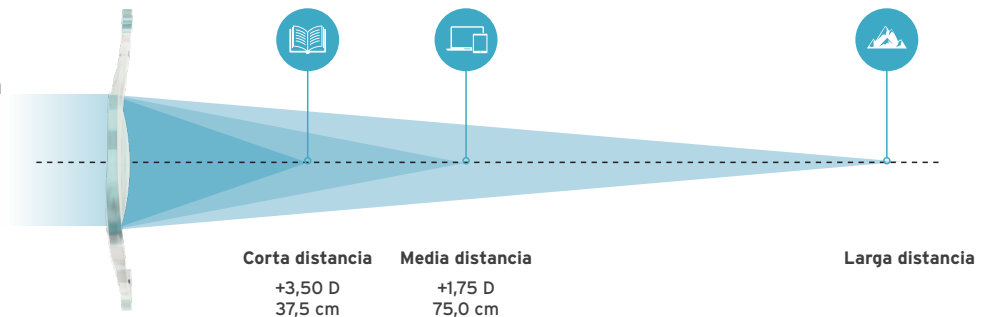 Corta distancia
+3,50 D
37,5 cm
Media distancia
+1,75 D
75,0 cm
Larga distancia